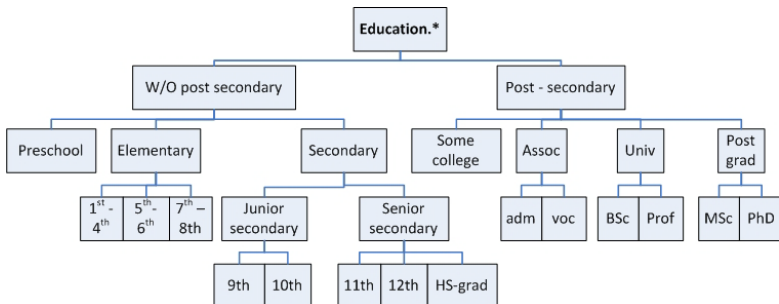 Education.*
W/O post secondary
Post - secondary
Preschool
Elementary
Secondary
Some
college
Assoc
Univ
Post
grad
1st -
4th
5th-
6th
7th –
8th
Junior
secondary
Senior
secondary
adm
voc
BSc
Prof
MSc
PhD
9th
10th
11th
12th
HS-grad